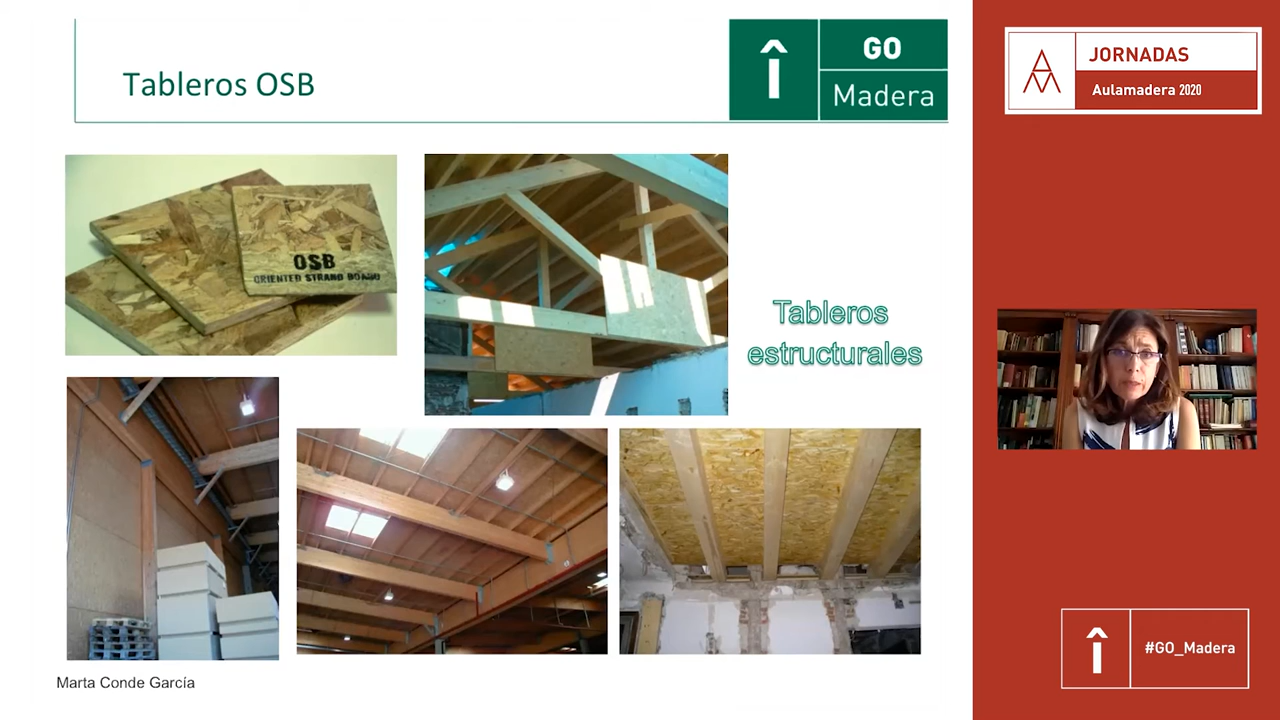 Tableros OSB
GO
Madera
JORNADAS
Aulamadera 2020
OSB
ORIENTED STRAND BOARD
Tableros
estructurales
Marta Conde García
#GO_Madera